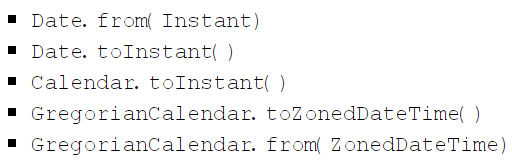 ▪ Date.from(Instant)
▪ Date.toInstant()
▪ Calendar.toInstant()
▪ GregorianCalendar.toZonedDateTime()
▪ GregorianCalendar.from(ZonedDateTime)